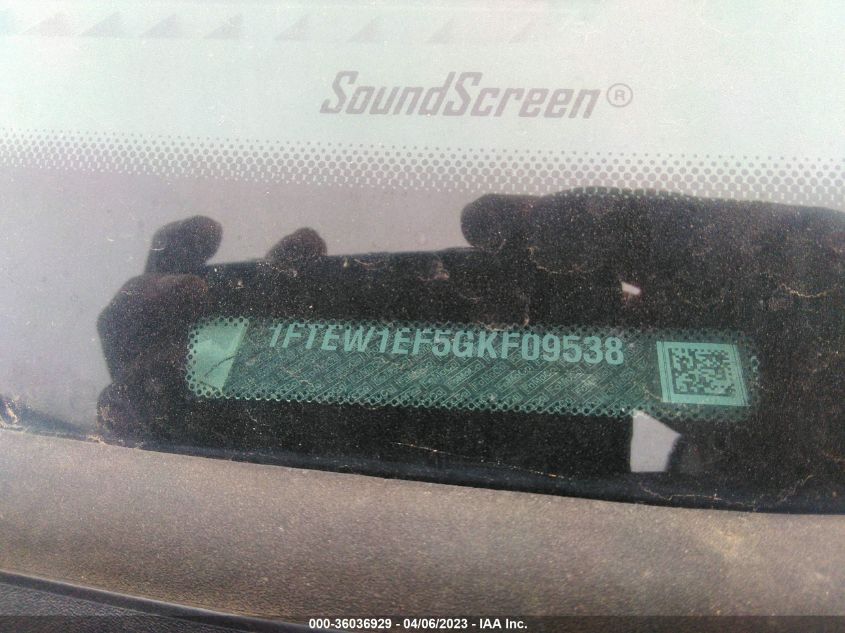 SoundScreen®
1FTEW1EF5GKF09538
000-36036929 - 04/06/2023 - IAA Inc.